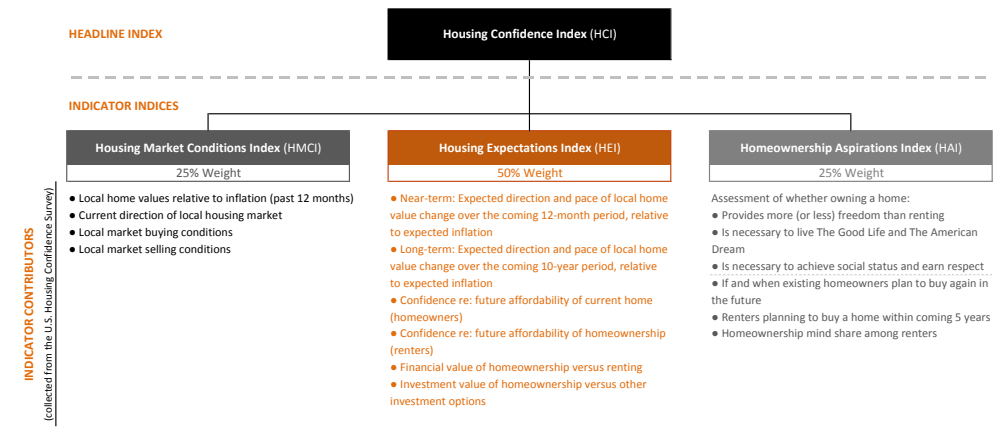 HEADLINE INDEX
Housing Confidence Index (HCI)
INDICATOR INDICES
Housing Market Conditions Index (HMCI)
25% Weight
● Local home values relative to inflation (past 12 months)
● Current direction of local housing market
● Local market buying conditions
● Local market selling conditions
Housing Expectations Index (HEI)
50% Weight
● Near-term: Expected direction and pace of local home
value change over the coming 12-month period, relative
to expected inflation
● Long-term: Expected direction and pace of local home
value change over the coming 10-year period, relative
to expected inflation
● Confidence re: future affordability of current home
(homeowners)
● Confidence re: future affordability of homeownership
(renters)
● Financial value of homeownership versus renting
● Investment value of homeownership versus other
investment options
Homeownership Aspirations Index (HAI)
25% Weight
Assessment of whether owning a home:
● Provides more (or less) freedom than renting
● Is necessary to live The Good Life and The American
Dream
● Is necessary to achieve social status and earn respect
● If and when existing homeowners plan to buy again in
the future
● Renters planning to buy a home within coming 5 years
● Homeownership mind share among renters
INDICATOR CONTRIBUTORS
(collected from the U.S. Housing Confidence Survey)